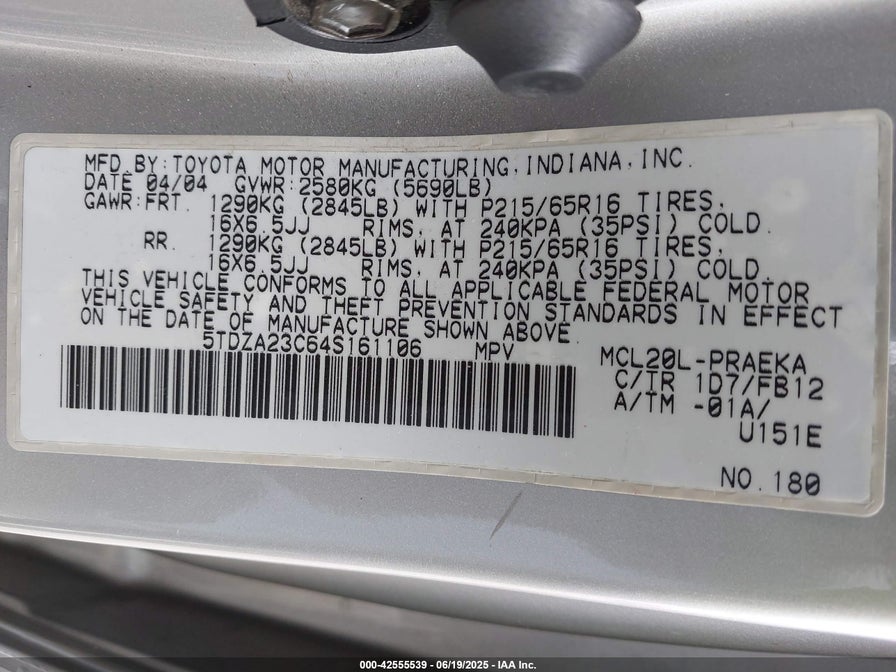 MFD.BY:TOYOTA MOTOR MANUFACTURING,INDIANA,INC.
DATE 04/04 GVWR:2580KG (5690LB)
GAWR:FRT. 1290KG (2845LB) WITH P215/65R16 TIRES,
16X6.5JJ RIMS, AT 240KPA (35PSI) COLD.
RR. 1290KG (2845LB) WITH P215/65R16 TIRES,
16X6.5JJ RIMS, AT 240KPA (35PSI) COLD.
THIS VEHICLE CONFORMS TO ALL APPLICABLE FEDERAL MOTOR
VEHICLE SAFETY AND THEFT PREVENTION STANDARDS IN EFFECT
ON THE DATE OF MANUFACTURE SHOWN ABOVE.
5TDZA23C64S161106 MPV
MCL20L-PRAEKA
C/TR 1D7/FB12
A/TM -01A/
U151E
NO.180
000-42555539 - 06/19/2025 - IAA Inc.